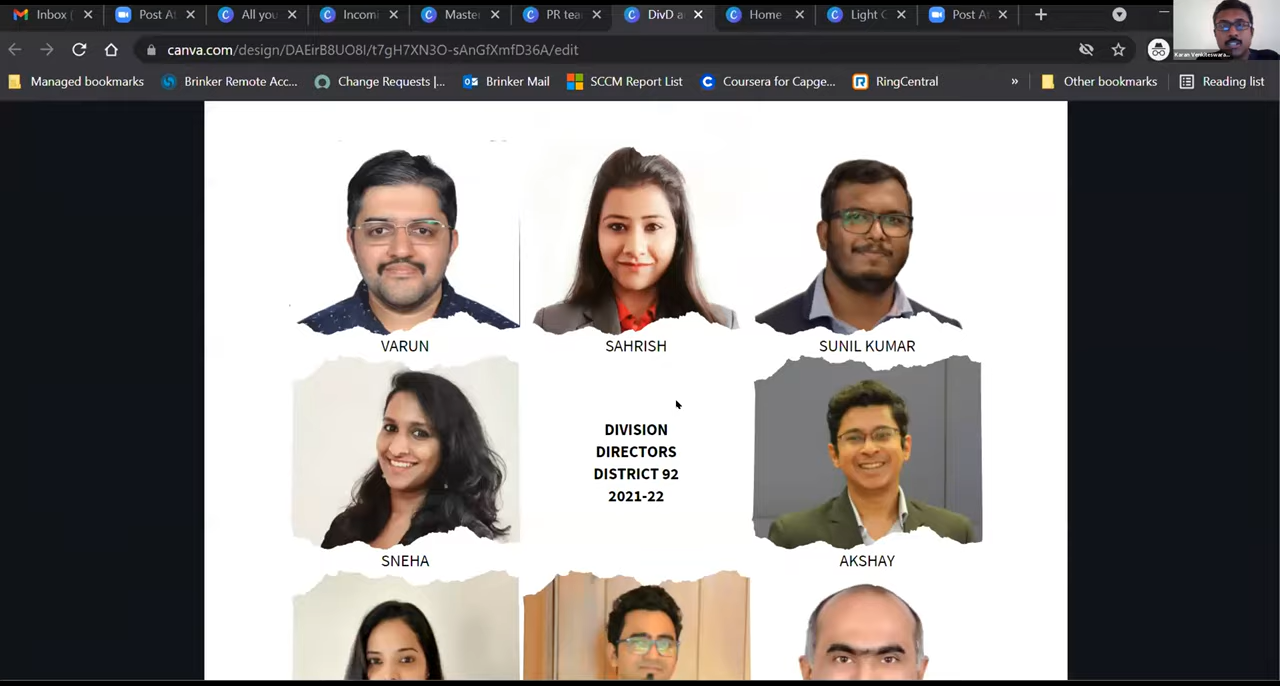 Inbox (
Post At
All you
Incomi
Master
PR tea
DivD a
Home
Light C
Post At
canva.com/design/DAEirB8UO8I/t7gH7XN3O-sAnGfXmfD36A/edit
Managed bookmarks
Brinker Remote Acc...
Change Requests |...
Brinker Mail
SCCM Report List
Coursera for Capge...
RingCentral
»
Other bookmarks
Reading list
VARUN
SAHRISH
SUNIL KUMAR
DIVISION
DIRECTORS
DISTRICT 92
2021-22
SNEHA
AKSHAY